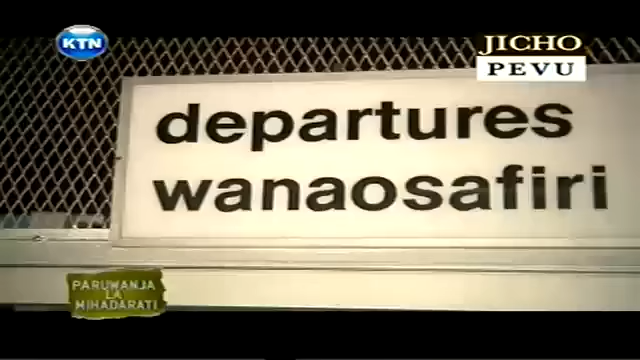 KTN
JICHO
PEVU
departures
wanaosafiri
PARUWANJA
LA
MIHADARATI